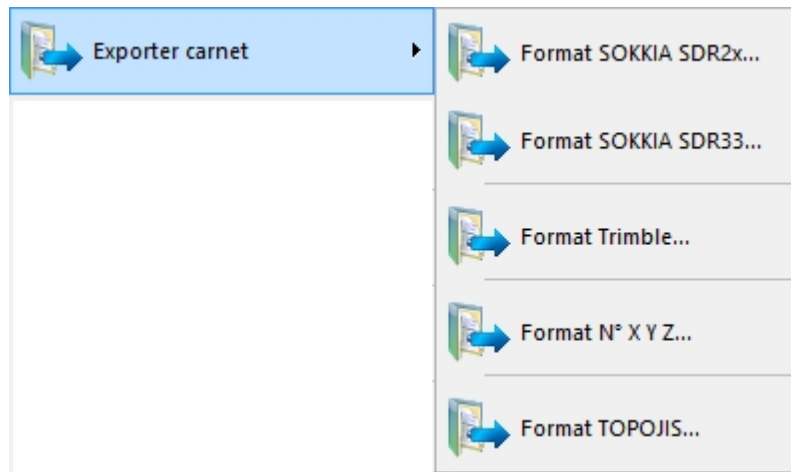 Exporter carnet
Format SOKKIA SDR2x...
Format SOKKIA SDR33...
Format Trimble...
Format N° X Y Z...
Format TOPOJIS...